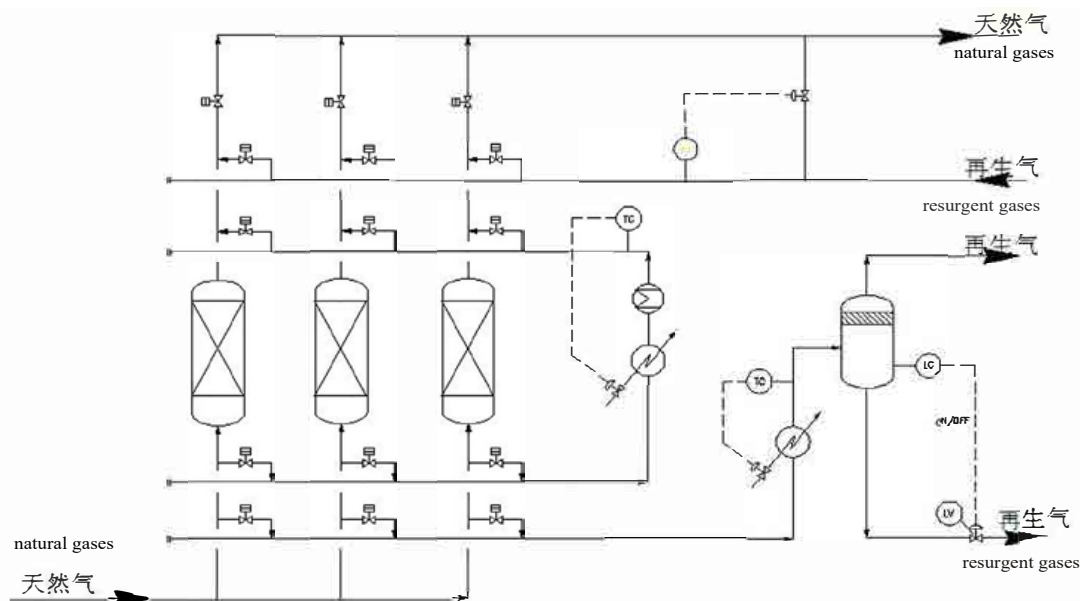 天然气
natural gases
再生气
resurgent gases
TC
再生气
TC
LC
ON/OFF
LV
再生气
resurgent gases
natural gases
天然气